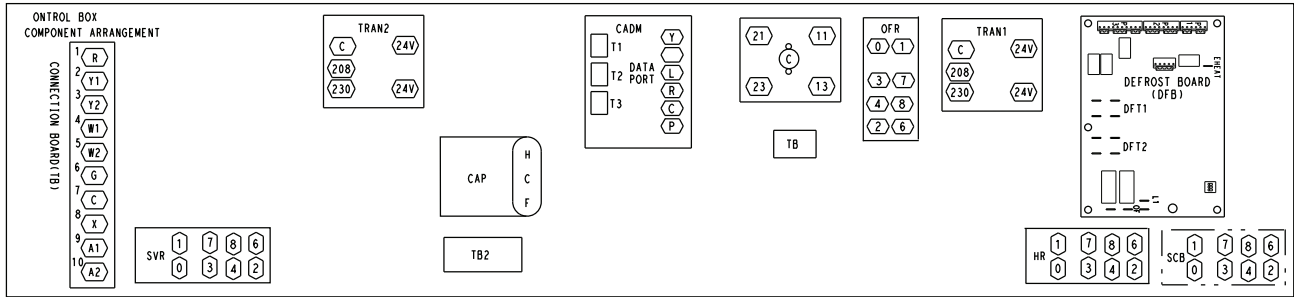 ONTROL BOX
COMPONENT ARRANGEMENT
CONNECTION BOARD(TB)
1 R
2 Y1
3 Y2
4 W1
5 W2
6 G
7 C
8 X
9 A1
10 A2
SVR
1 7 8 6
0 3 4 2
TRAN2
C 24V
208
230 24V
CAP
H
C
F
TB2
CADM
T1
T2
T3
DATA
PORT
Y
L
R
C
P
21 11
C
23 13
TB
OFR
0 1
3 7
4 8
2 6
TRAN1
C 24V
208
230 24V
EHEAT
DEFROST BOARD
(DFB)
DFT1
DFT2
HR
1 7 8 6
0 3 4 2
SCB
1 7 8 6
0 3 4 2